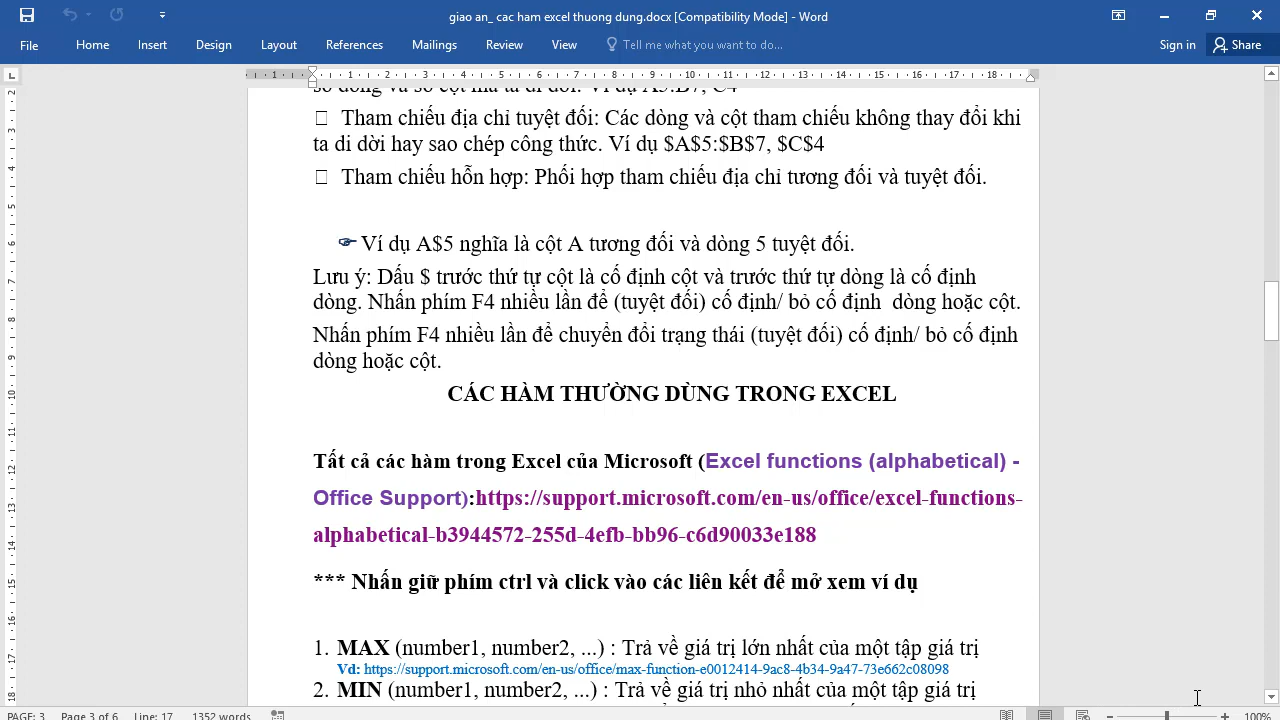 giao an_ cac ham excel thuong dung.docx [Compatibility Mode] - Word
File Home Insert Design Layout References Mailings Review View Tell me what you want to do... Sign in Share
Tham chiếu địa chỉ tuyệt đối: Các dòng và cột tham chiếu không thay đổi khi
ta di dời hay sao chép công thức. Ví dụ $A$5:$B$7, $C$4
Tham chiếu hỗn hợp: Phối hợp tham chiếu địa chỉ tương đối và tuyệt đối.
☞ Ví dụ A$5 nghĩa là cột A tương đối và dòng 5 tuyệt đối.
Lưu ý: Dấu $ trước thứ tự cột là cố định cột và trước thứ tự dòng là cố định
dòng. Nhấn phím F4 nhiều lần để (tuyệt đối) cố định/ bỏ cố định dòng hoặc cột.
Nhấn phím F4 nhiều lần để chuyển đổi trạng thái (tuyệt đối) cố định/ bỏ cố định
dòng hoặc cột.
CÁC HÀM THƯỜNG DÙNG TRONG EXCEL
Tất cả các hàm trong Excel của Microsoft (Excel functions (alphabetical) -
Office Support):https://support.microsoft.com/en-us/office/excel-functions-
alphabetical-b3944572-255d-4efb-bb96-c6d90033e188
*** Nhấn giữ phím ctrl và click vào các liên kết để mở xem ví dụ
1. MAX (number1, number2, ...) : Trả về giá trị lớn nhất của một tập giá trị
Vd: https://support.microsoft.com/en-us/office/max-function-e0012414-9ac8-4b34-9a47-73e662c08098
2. MIN (number1, number2, ...) : Trả về giá trị nhỏ nhất của một tập giá trị
PAGE: 3 Page 3 of 6 Line: 17 1352 words 100%